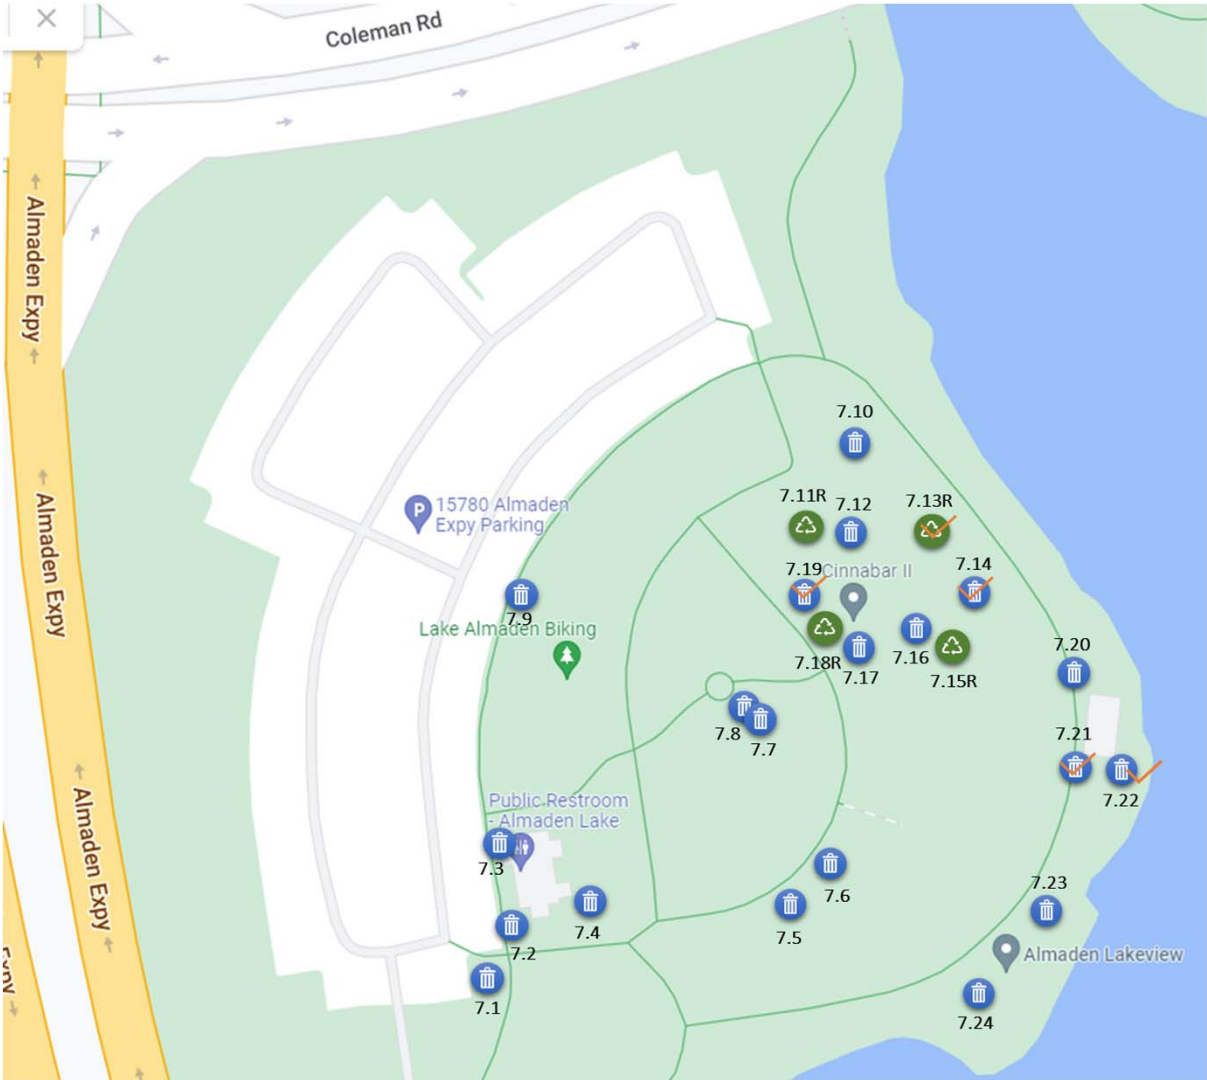 Coleman Rd
Almaden Expy
7.10
15780 Almaden
Expy Parking
7.11R
7.12
7.13R
Almaden Expy
7.19
Cinnabar II
7.14
7.9
Lake Almaden Biking
7.18R
7.17
7.16
7.15R
7.20
7.8
7.7
7.21
Public Restroom
- Almaden Lake
7.22
Almaden Expy
7.3
7.6
7.23
7.4
7.5
7.2
Almaden Lakeview
Expy
7.1
7.24
P